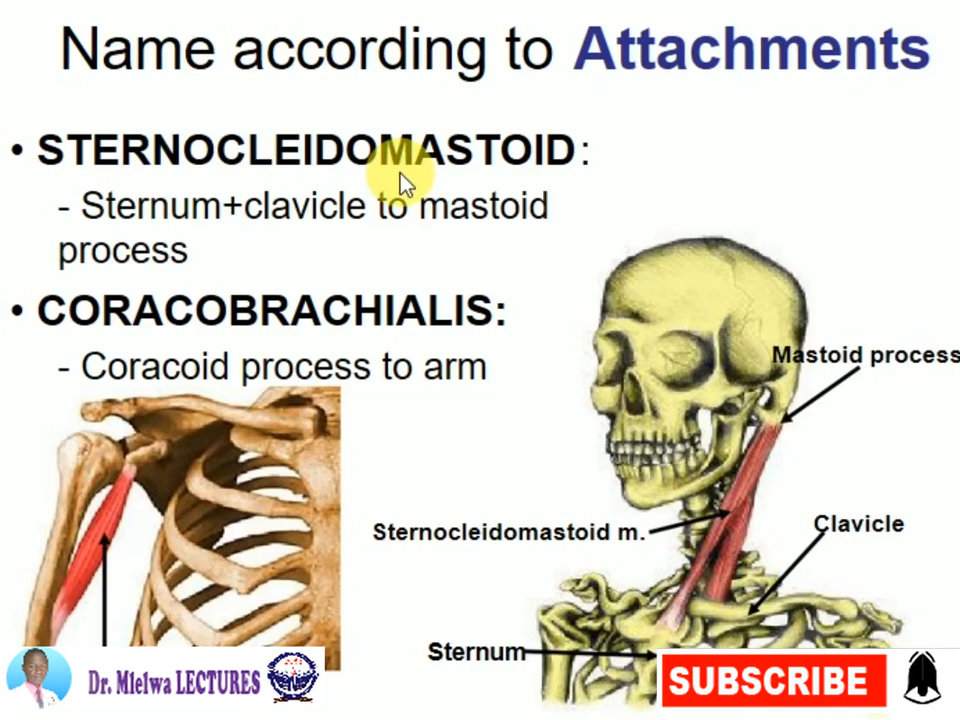 Name according to Attachments
• STERNOCLEIDOMASTOID:
- Sternum+clavicle to mastoid
process
• CORACOBRACHIALIS:
- Coracoid process to arm
Mastoid process
Sternocleidomastoid m.
Clavicle
Sternum
Dr. Mlelwa LECTURES
SUBSCRIBE